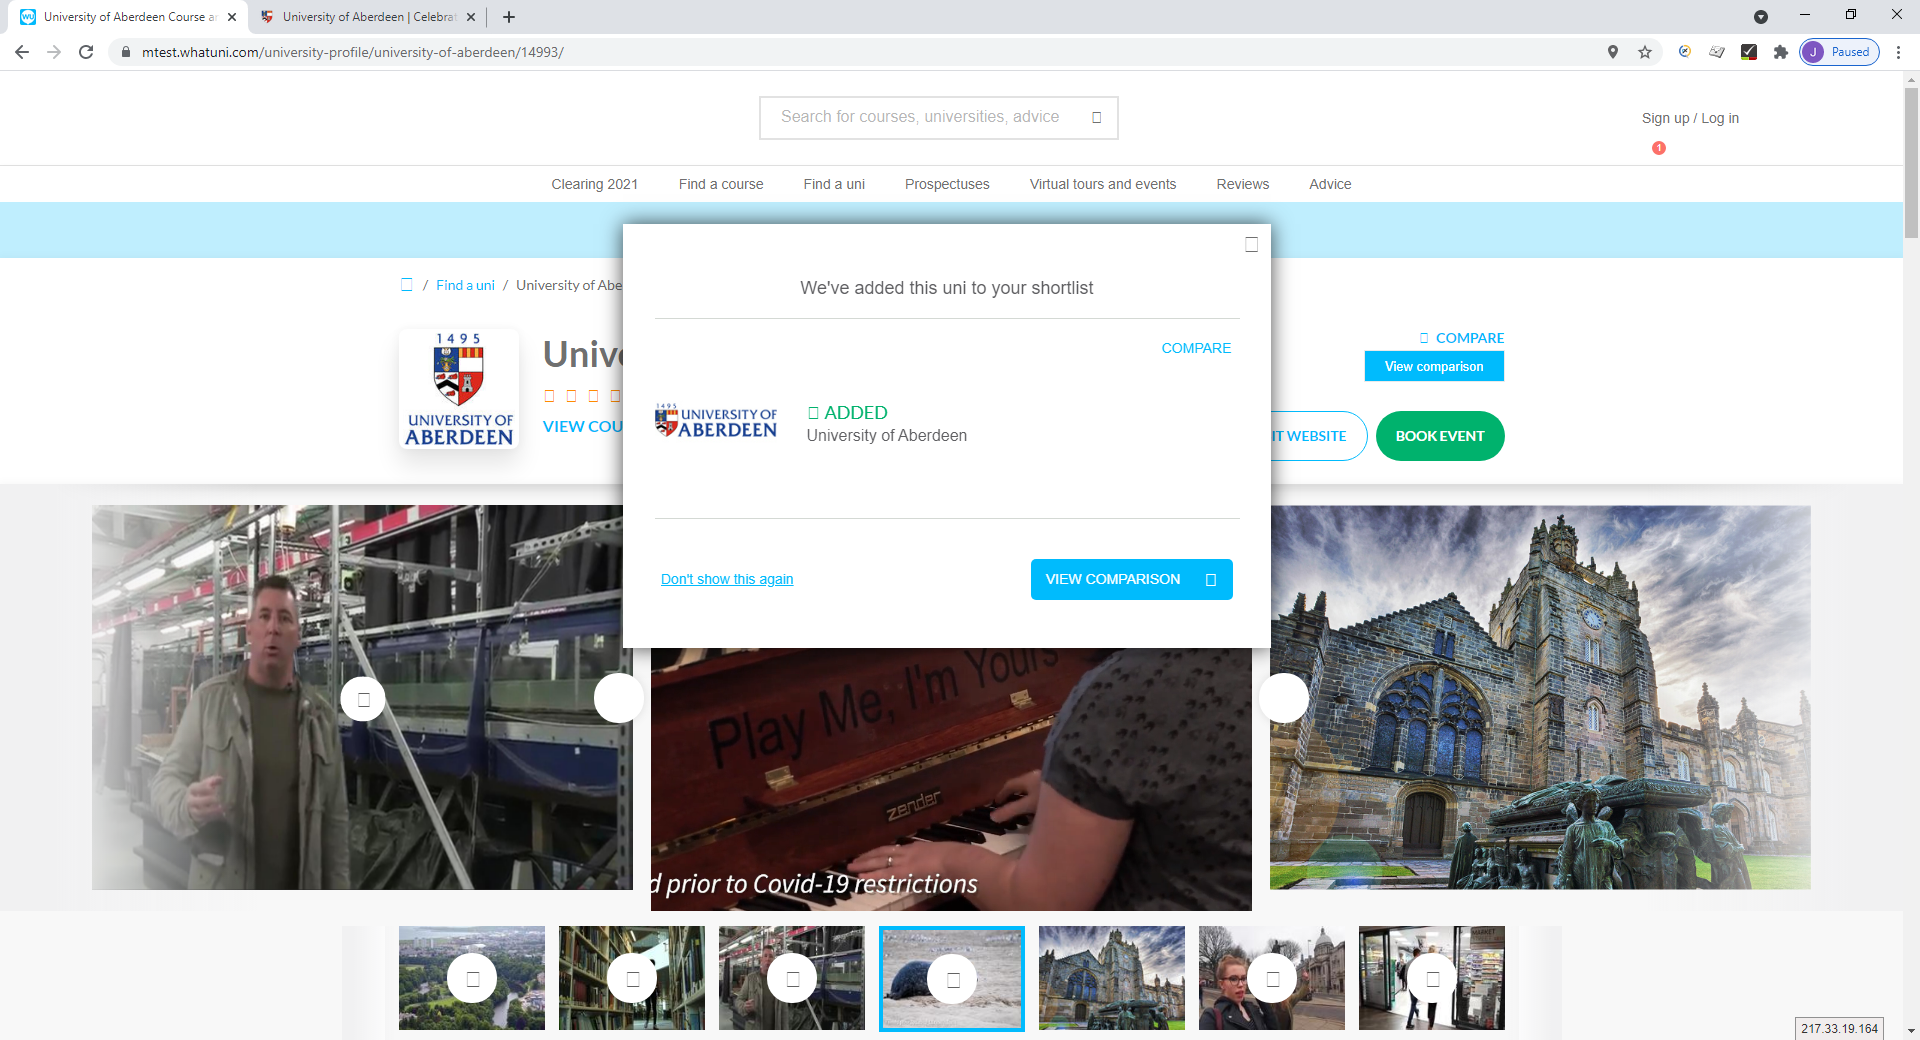 University of Aberdeen Course ar
University of Aberdeen | Celebrat
mtest.whatuni.com/university-profile/university-of-aberdeen/14993/
J Paused
Search for courses, universities, advice
Sign up / Log in
1
Clearing 2021 Find a course Find a uni Prospectuses Virtual tours and events Reviews Advice
/ Find a uni / University of Abe
We've added this uni to your shortlist
COMPARE
ADDED
University of Aberdeen
1495
UNIVERSITY OF
ABERDEEN
Don't show this again
VIEW COMPARISON
1495
UNIVERSITY OF
ABERDEEN
Unive
VIEW COU
COMPARE
View comparison
IT WEBSITE
BOOK EVENT
Play Me, I'm Yours
zender
d prior to Covid-19 restrictions
MARKET
217.33.19.164